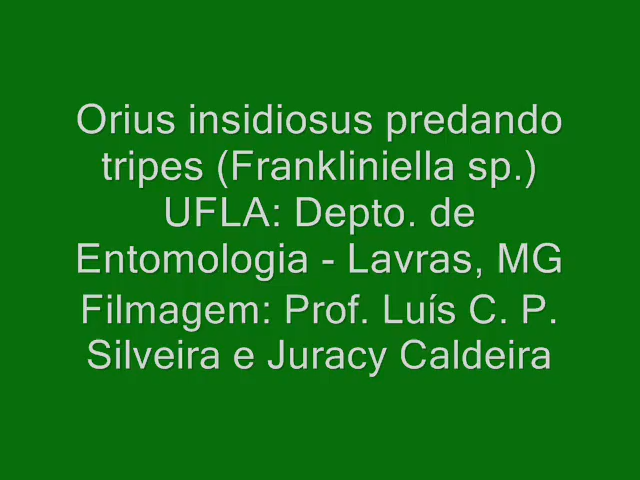 Orius insidiosus predando
tripes (Frankliniella sp.)
UFLA: Depto. de
Entomologia - Lavras, MG
Filmagem: Prof. Luís C. P.
Silveira e Juracy Caldeira